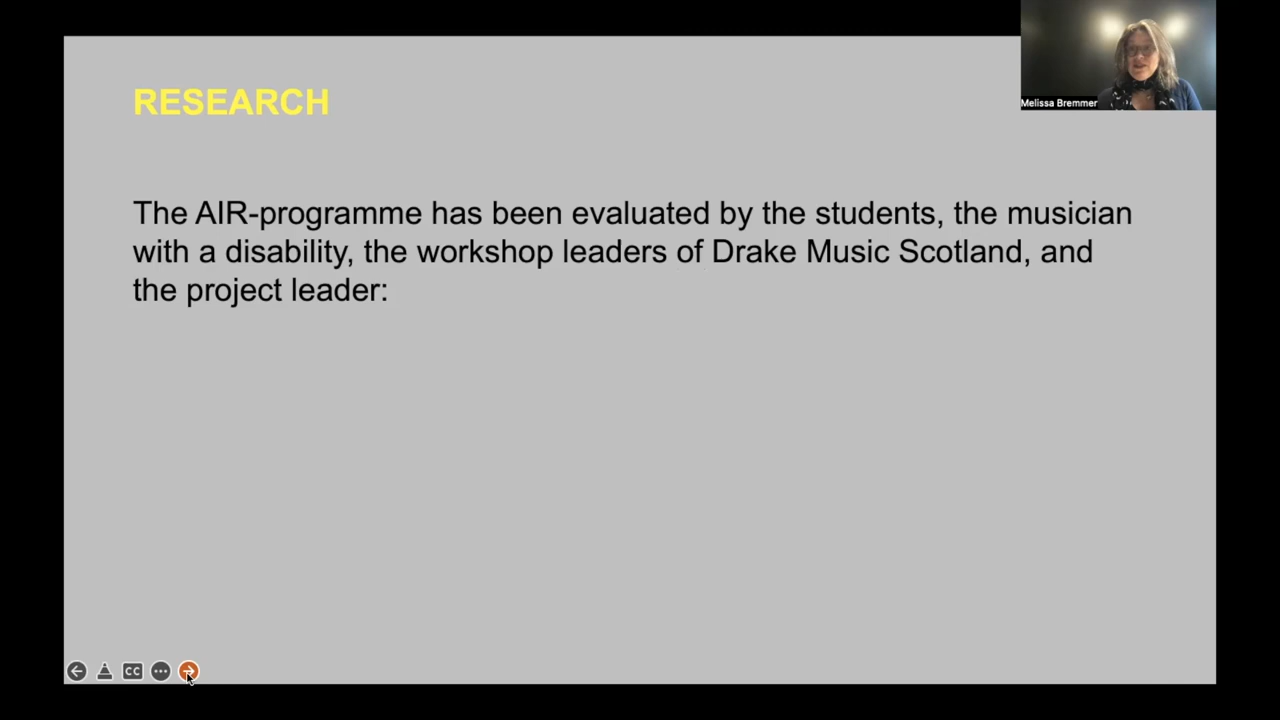 RESEARCH
Melissa Bremmer
The AIR-programme has been evaluated by the students, the musician
with a disability, the workshop leaders of Drake Music Scotland, and
the project leader:
CC